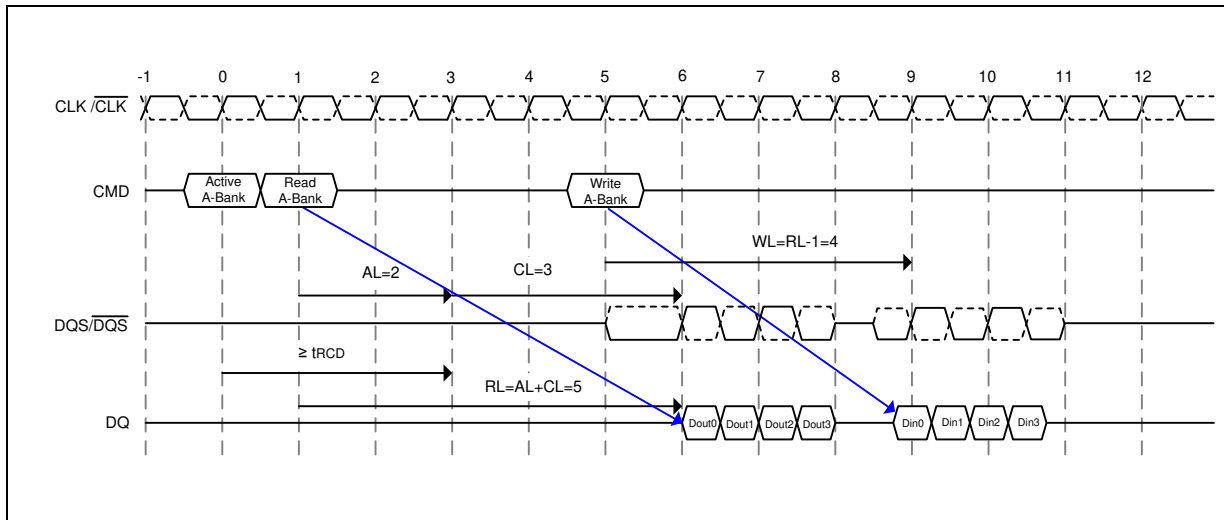 -1 0 1 2 3 4 5 6 7 8 9 10 11 12
CLK /CLK
CMD
Active
A-Bank
Read
A-Bank
Write
A-Bank
WL=RL-1=4
AL=2
CL=3
DQS/DQS
≥ tRCD
RL=AL+CL=5
DQ
Dout0 Dout1 Dout2 Dout3
Din0 Din1 Din2 Din3